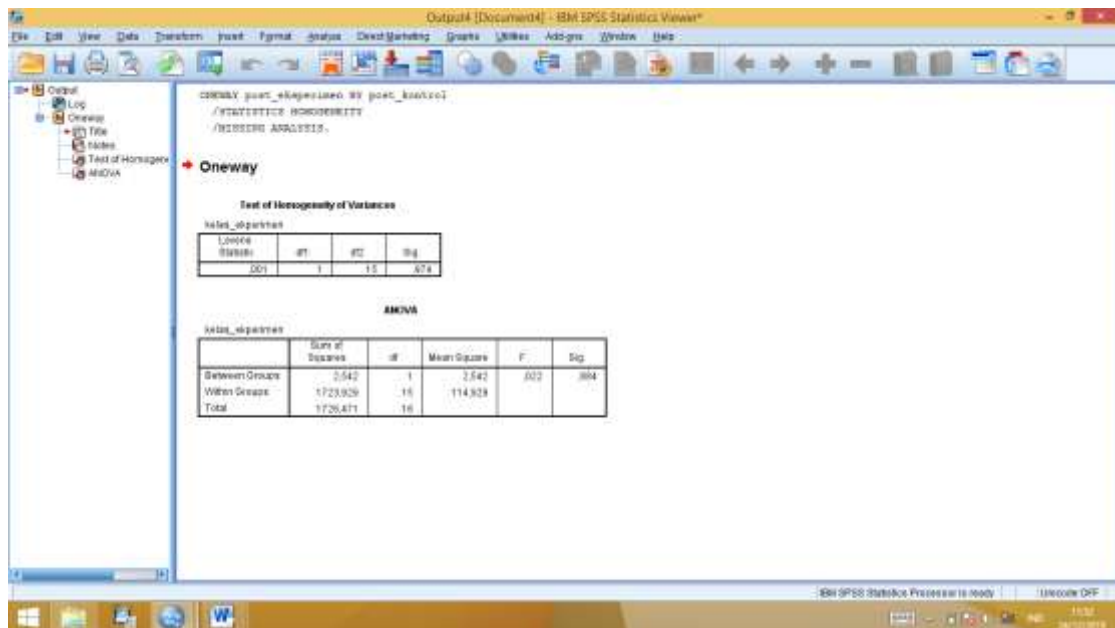 Output4 [Document4] - IBM SPSS Statistics Viewer*
File Edit View Data Transform Insert Format Analyze Direct Marketing Graphs Utilities Add-ons Window Help
Output
Log
Oneway
Title
Notes
Test of Homogene
ANOVA
ONEWAY post_eksperimen BY post_kontrol
/STATISTICS HOMOGENEITY
/MISSING ANALYSIS.
Oneway
Test of Homogeneity of Variances
Levene Statistic df1 df2 Sig.
,001 1 15 ,974
ANOVA
Sum of Squares df Mean Square F Sig.
Between Groups 2,542 1 2,542 ,022 ,884
Within Groups 1723,929 15 114,929
Total 1726,471 16
IBM SPSS Statistics Processor is ready Unicode:OFF